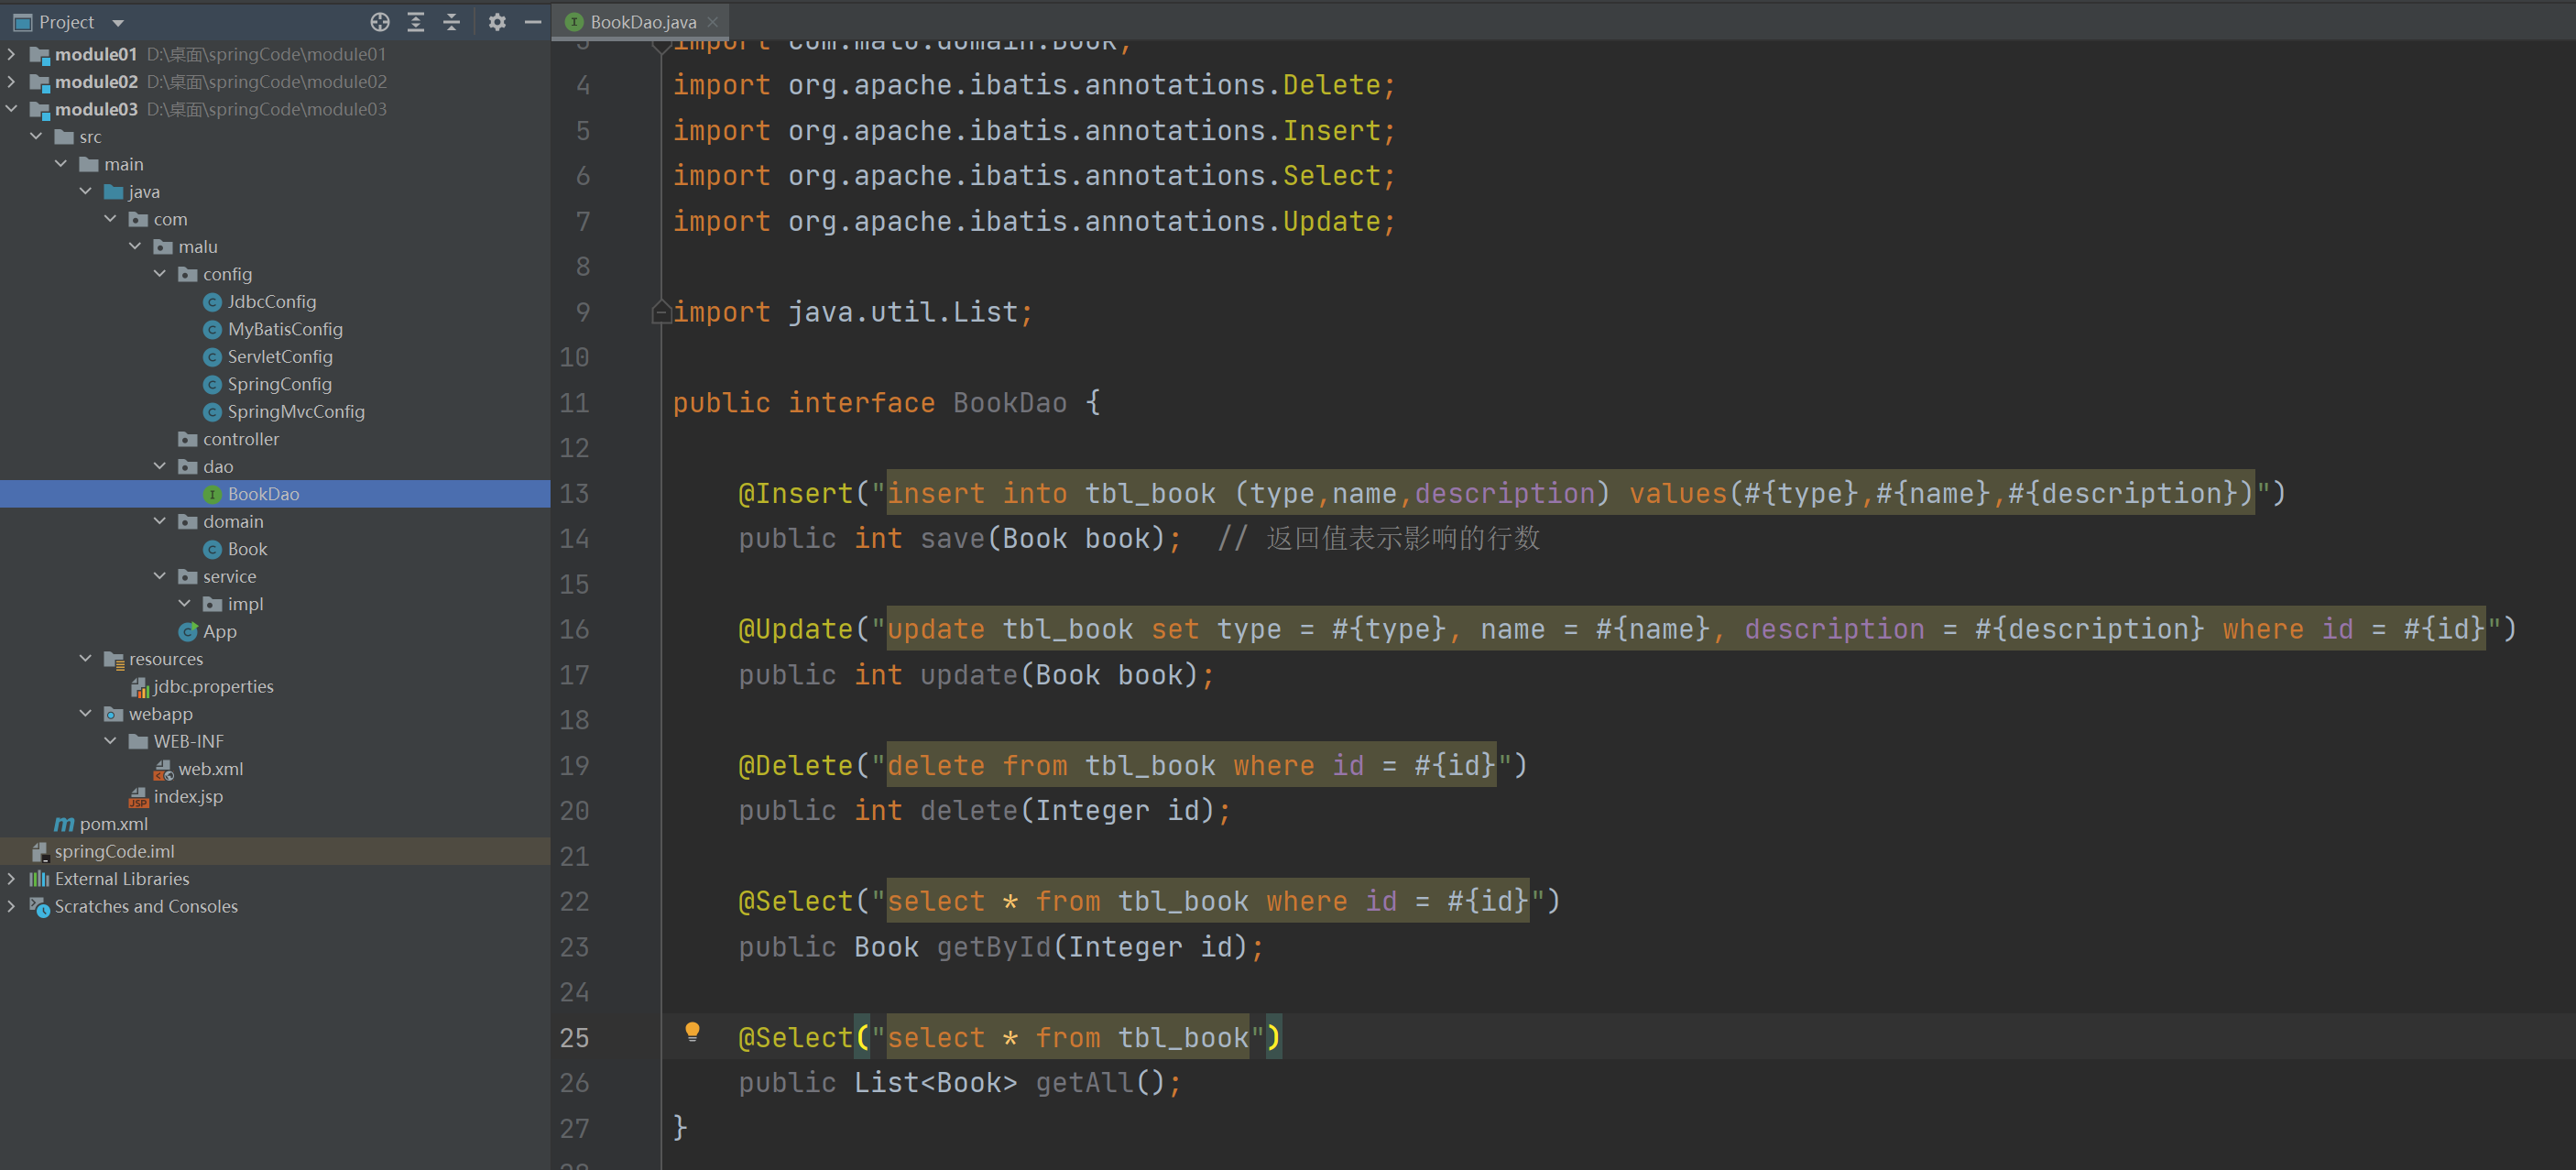 Project
module01 D:\桌面\springCode\module01
module02 D:\桌面\springCode\module02
module03 D:\桌面\springCode\module03
src
main
java
com
malu
config
JdbcConfig
MyBatisConfig
ServletConfig
SpringConfig
SpringMvcConfig
controller
dao
BookDao
domain
Book
service
impl
App
resources
jdbc.properties
webapp
WEB-INF
web.xml
index.jsp
pom.xml
springCode.iml
External Libraries
Scratches and Consoles
BookDao.java
3 import com.malu.domain.Book;
4 import org.apache.ibatis.annotations.Delete;
5 import org.apache.ibatis.annotations.Insert;
6 import org.apache.ibatis.annotations.Select;
7 import org.apache.ibatis.annotations.Update;
8
9 import java.util.List;
10
11 public interface BookDao {
12
13 @Insert("insert into tbl_book (type,name,description) values(#{type},#{name},#{description})")
14 public int save(Book book); // 返回值表示影响的行数
15
16 @Update("update tbl_book set type = #{type}, name = #{name}, description = #{description} where id = #{id}")
17 public int update(Book book);
18
19 @Delete("delete from tbl_book where id = #{id}")
20 public int delete(Integer id);
21
22 @Select("select * from tbl_book where id = #{id}")
23 public Book getById(Integer id);
24
25 @Select("select * from tbl_book")
26 public List<Book> getAll();
27 }
28